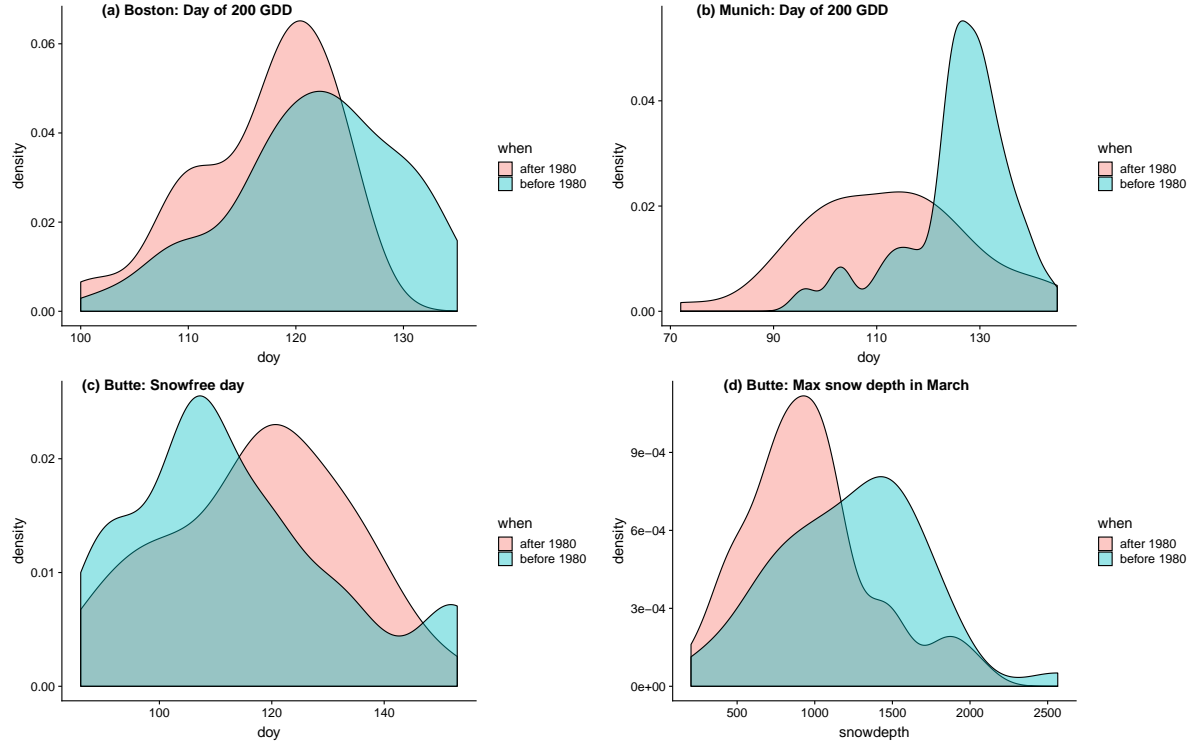 (a) Boston: Day of 200 GDD
0.06
0.04
0.02
0.00
density
100 110 120 130
doy
when
after 1980
before 1980
(b) Munich: Day of 200 GDD
0.04
0.02
0.00
density
70 90 110 130
doy
when
after 1980
before 1980
(c) Butte: Snowfree day
0.02
0.01
0.00
density
100 120 140
doy
when
after 1980
before 1980
(d) Butte: Max snow depth in March
9e−04
6e−04
3e−04
0e+00
density
500 1000 1500 2000 2500
snowdepth
when
after 1980
before 1980